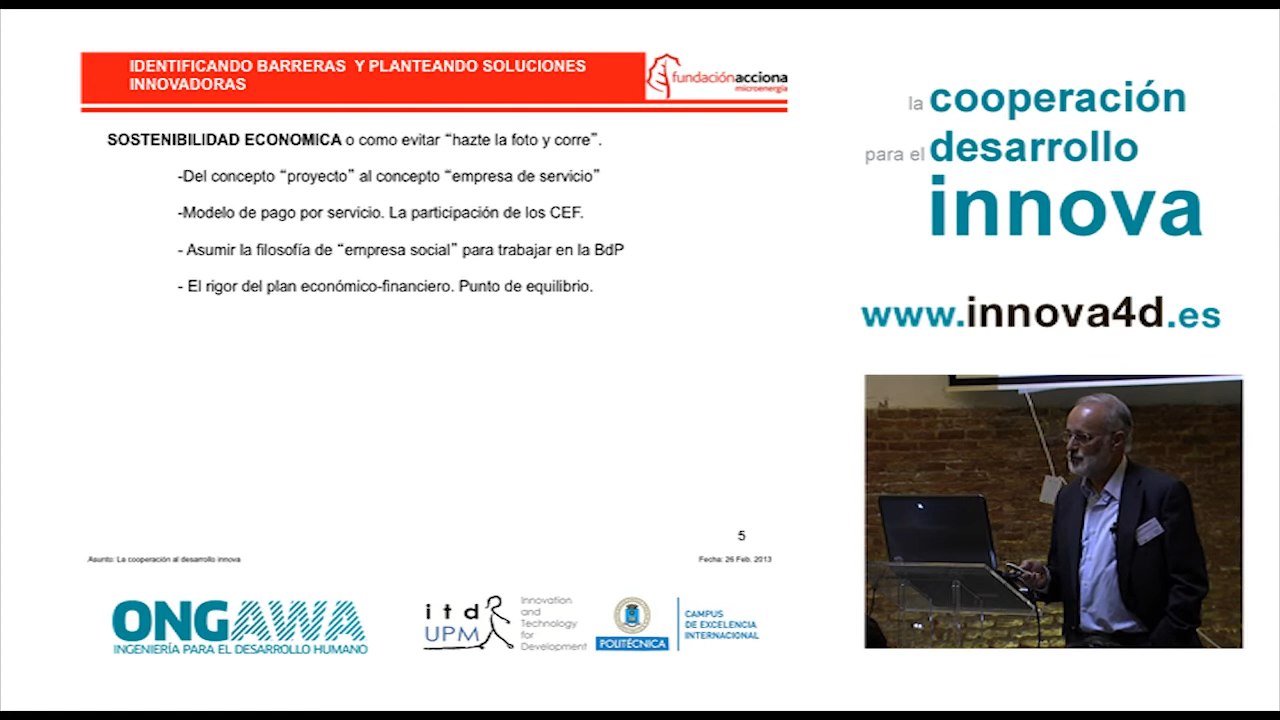 IDENTIFICANDO BARRERAS Y PLANTEANDO SOLUCIONES
INNOVADORAS
fundaciónacciona
microenergía
SOSTENIBILIDAD ECONOMICA o como evitar “hazte la foto y corre”.
-Del concepto “proyecto” al concepto “empresa de servicio”
-Modelo de pago por servicio. La participación de los CEF.
- Asumir la filosofía de “empresa social” para trabajar en la BdP
- El rigor del plan económico-financiero. Punto de equilibrio.
5
Asunto: La cooperación al desarrollo innova
Fecha: 26 Feb. 2013
ONGAWA
INGENIERÍA PARA EL DESARROLLO HUMANO
itd
UPM
Innovation
and
Technology
for
Development
POLITÉCNICA
CAMPUS
DE EXCELENCIA
INTERNACIONAL
la cooperación
para el desarrollo
innova
www.innova4d.es